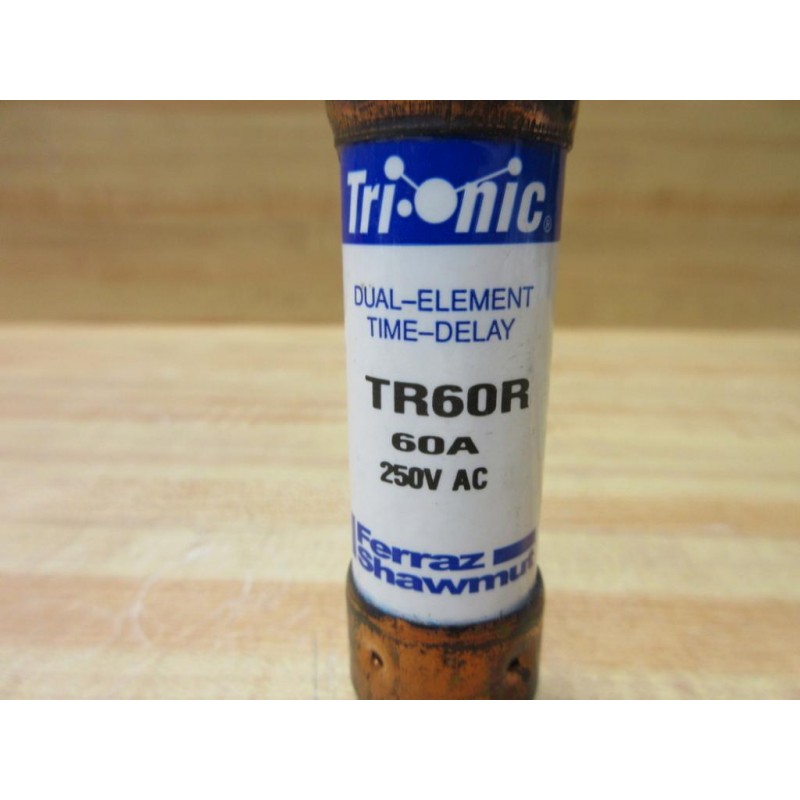 Tri-onic®
DUAL-ELEMENT
TIME-DELAY
TR60R
60A
250V AC
Ferraz
Shawmut